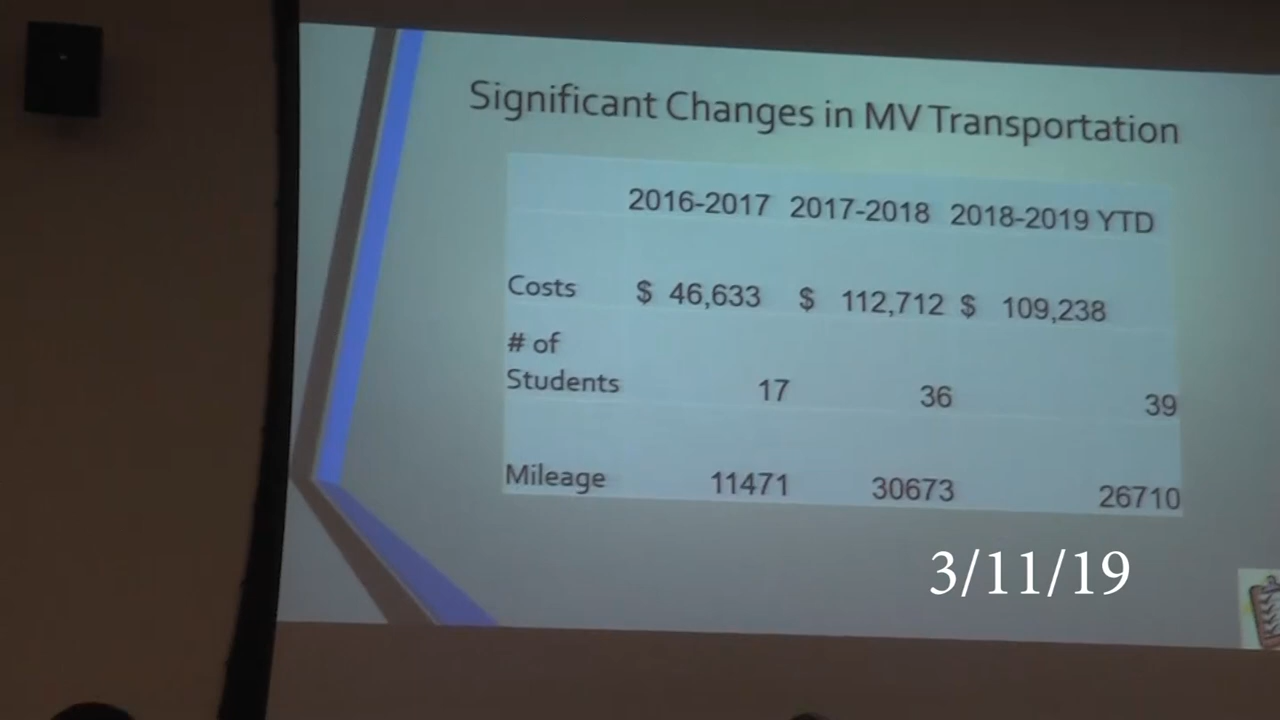 Significant Changes in MV Transportation
2016-2017 2017-2018 2018-2019 YTD
Costs $ 46,633 $ 112,712 $ 109,238
# of
Students 17 36 39
Mileage 11471 30673 26710
3/11/19